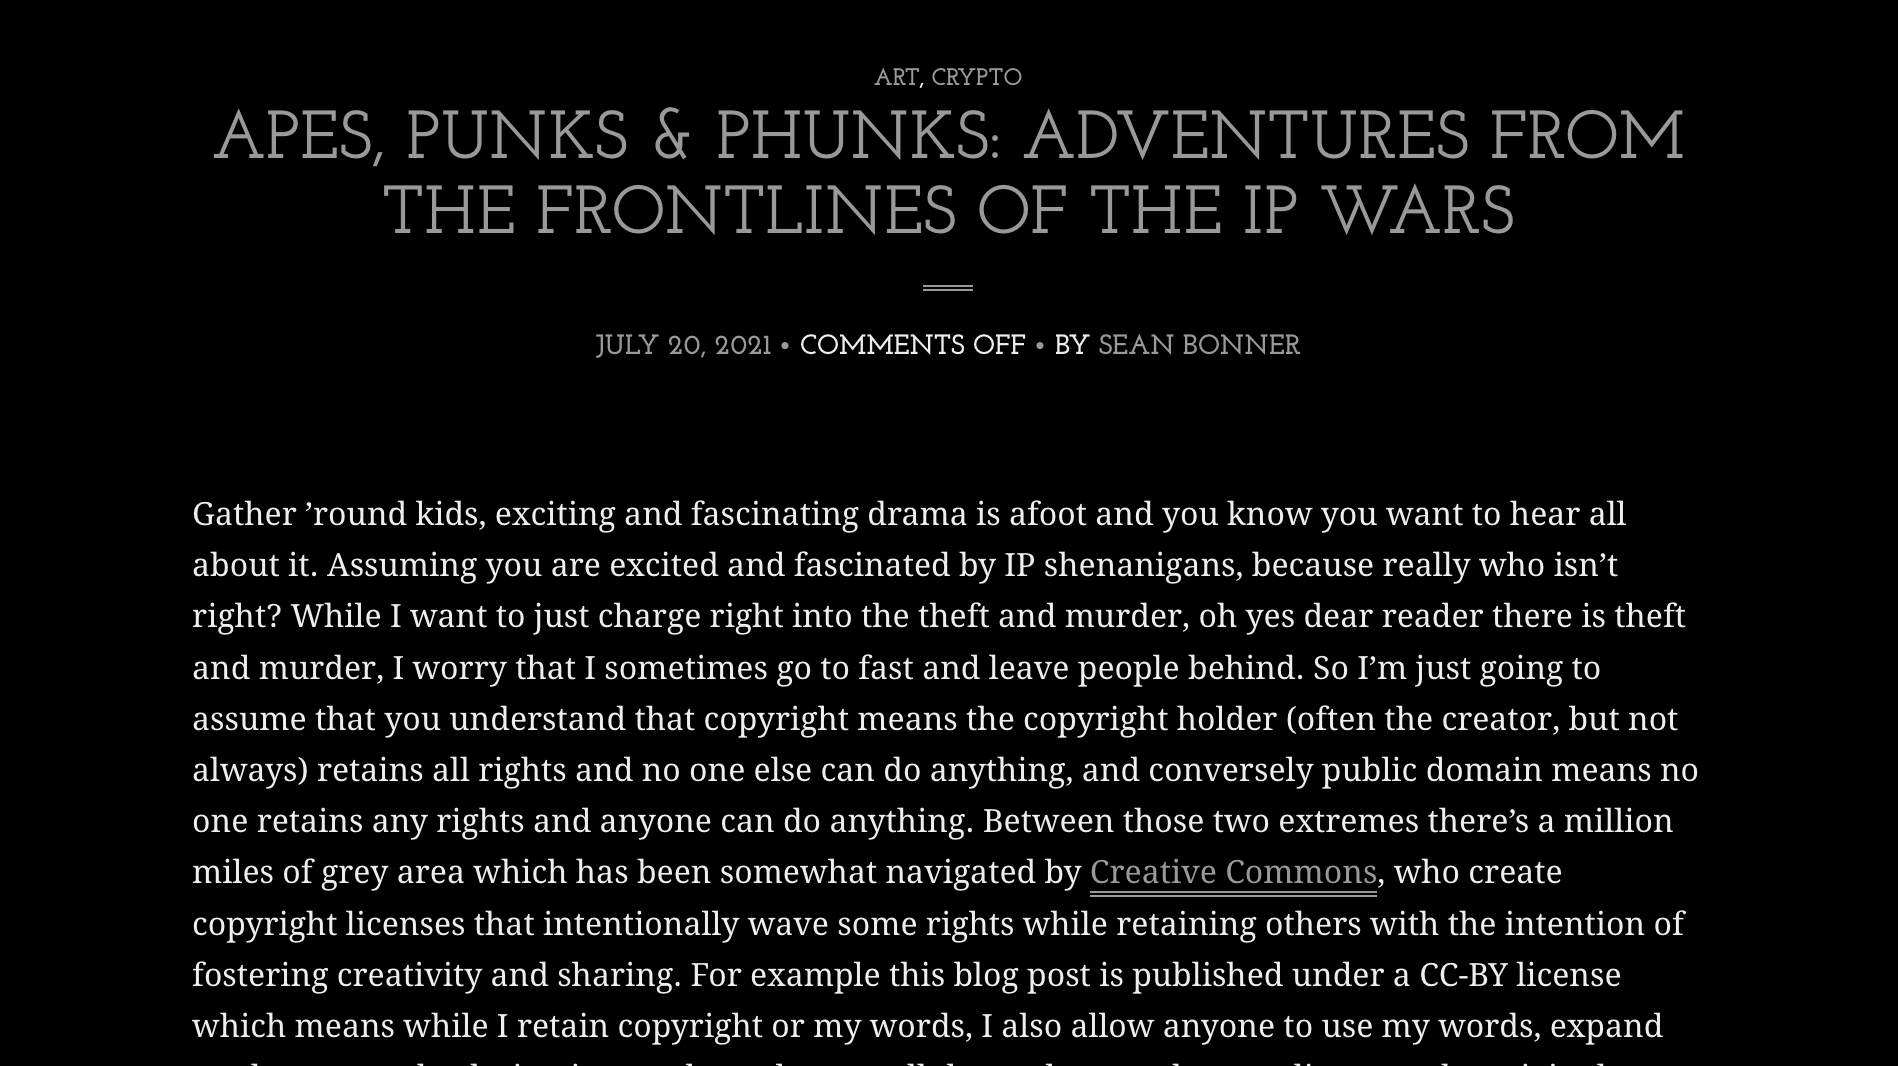 ART, CRYPTO
APES, PUNKS & PHUNKS: ADVENTURES FROM
THE FRONTLINES OF THE IP WARS
JULY 20, 2021 • COMMENTS OFF • BY SEAN BONNER
Gather ’round kids, exciting and fascinating drama is afoot and you know you want to hear all
about it. Assuming you are excited and fascinated by IP shenanigans, because really who isn’t
right? While I want to just charge right into the theft and murder, oh yes dear reader there is theft
and murder, I worry that I sometimes go to fast and leave people behind. So I’m just going to
assume that you understand that copyright means the copyright holder (often the creator, but not
always) retains all rights and no one else can do anything, and conversely public domain means no
one retains any rights and anyone can do anything. Between those two extremes there’s a million
miles of grey area which has been somewhat navigated by Creative Commons, who create
copyright licenses that intentionally wave some rights while retaining others with the intention of
fostering creativity and sharing. For example this blog post is published under a CC-BY license
which means while I retain copyright or my words, I also allow anyone to use my words, expand